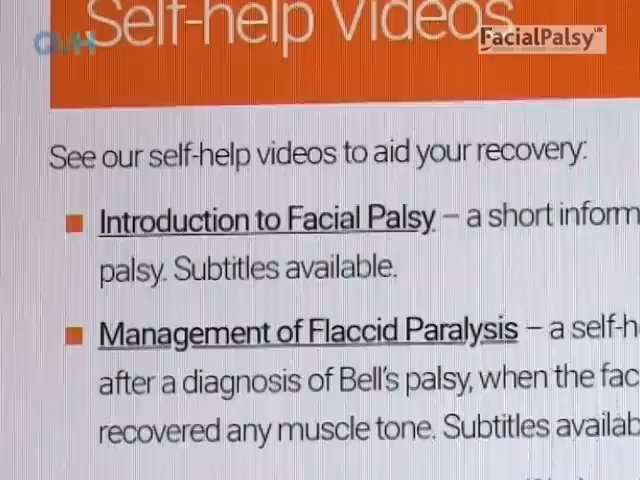 Self-help Videos
QVH
FacialPalsy UK
See our self-help videos to aid your recovery:
Introduction to Facial Palsy – a short inform
palsy. Subtitles available.
Management of Flaccid Paralysis – a self-h
after a diagnosis of Bell's palsy, when the fac
recovered any muscle tone. Subtitles availab